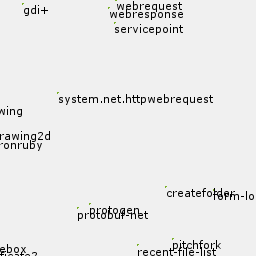 webrequest
gdi+
webresponse
servicepoint
system.net.httpwebrequest
wing
rawing2d
ronruby
createfolder
form-lo
protogen
protobuf-net
pitchfork
ebox
recent-file-list